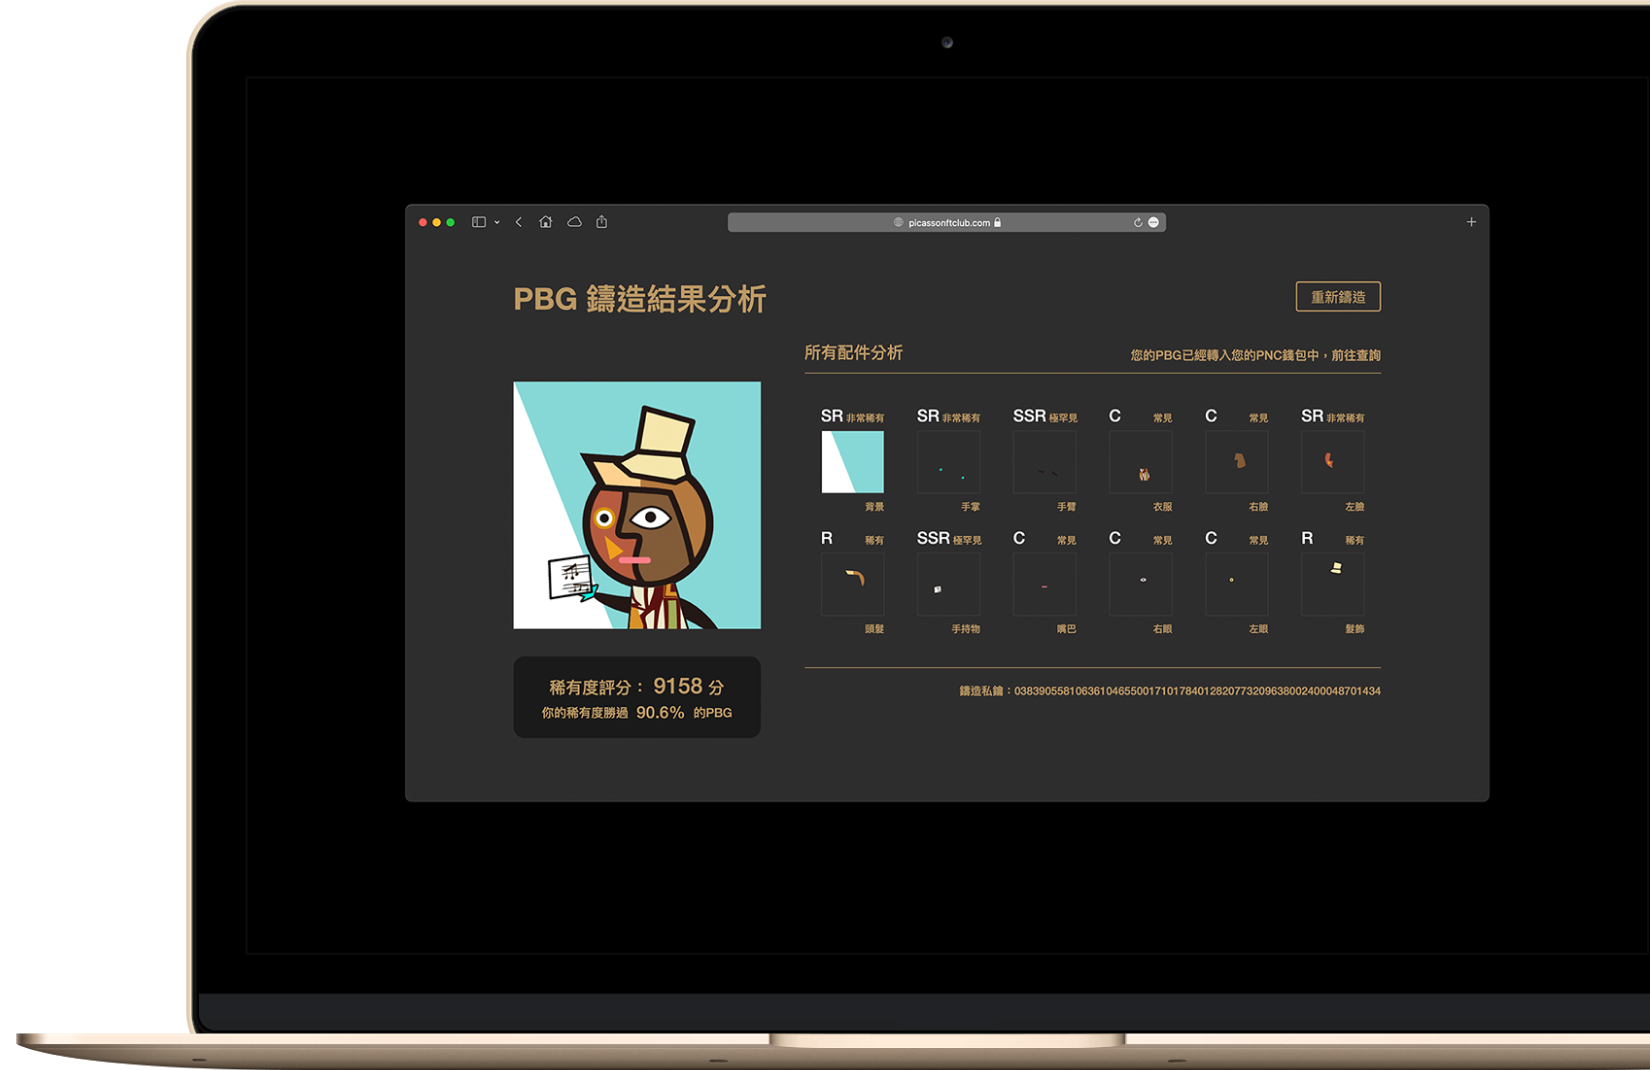 picassonftclub.com
PBG 鑄造結果分析
重新鑄造
所有配件分析
您的PBG已經轉入您的PNC錢包中，前往查詢
SR 非常稀有 SR 非常稀有 SSR 極罕見 C 常見 C 常見 SR 非常稀有
背景 手掌 手臂 衣服 右臉 左臉
R 稀有 SSR 極罕見 C 常見 C 常見 C 常見 R 稀有
頭髮 手持物 嘴巴 右眼 左眼 髮飾
稀有度評分： 9158 分
你的稀有度勝過 90.6% 的PBG
鑄造私鑰：03839055810636104655001710178401282077320963800240004870​1434